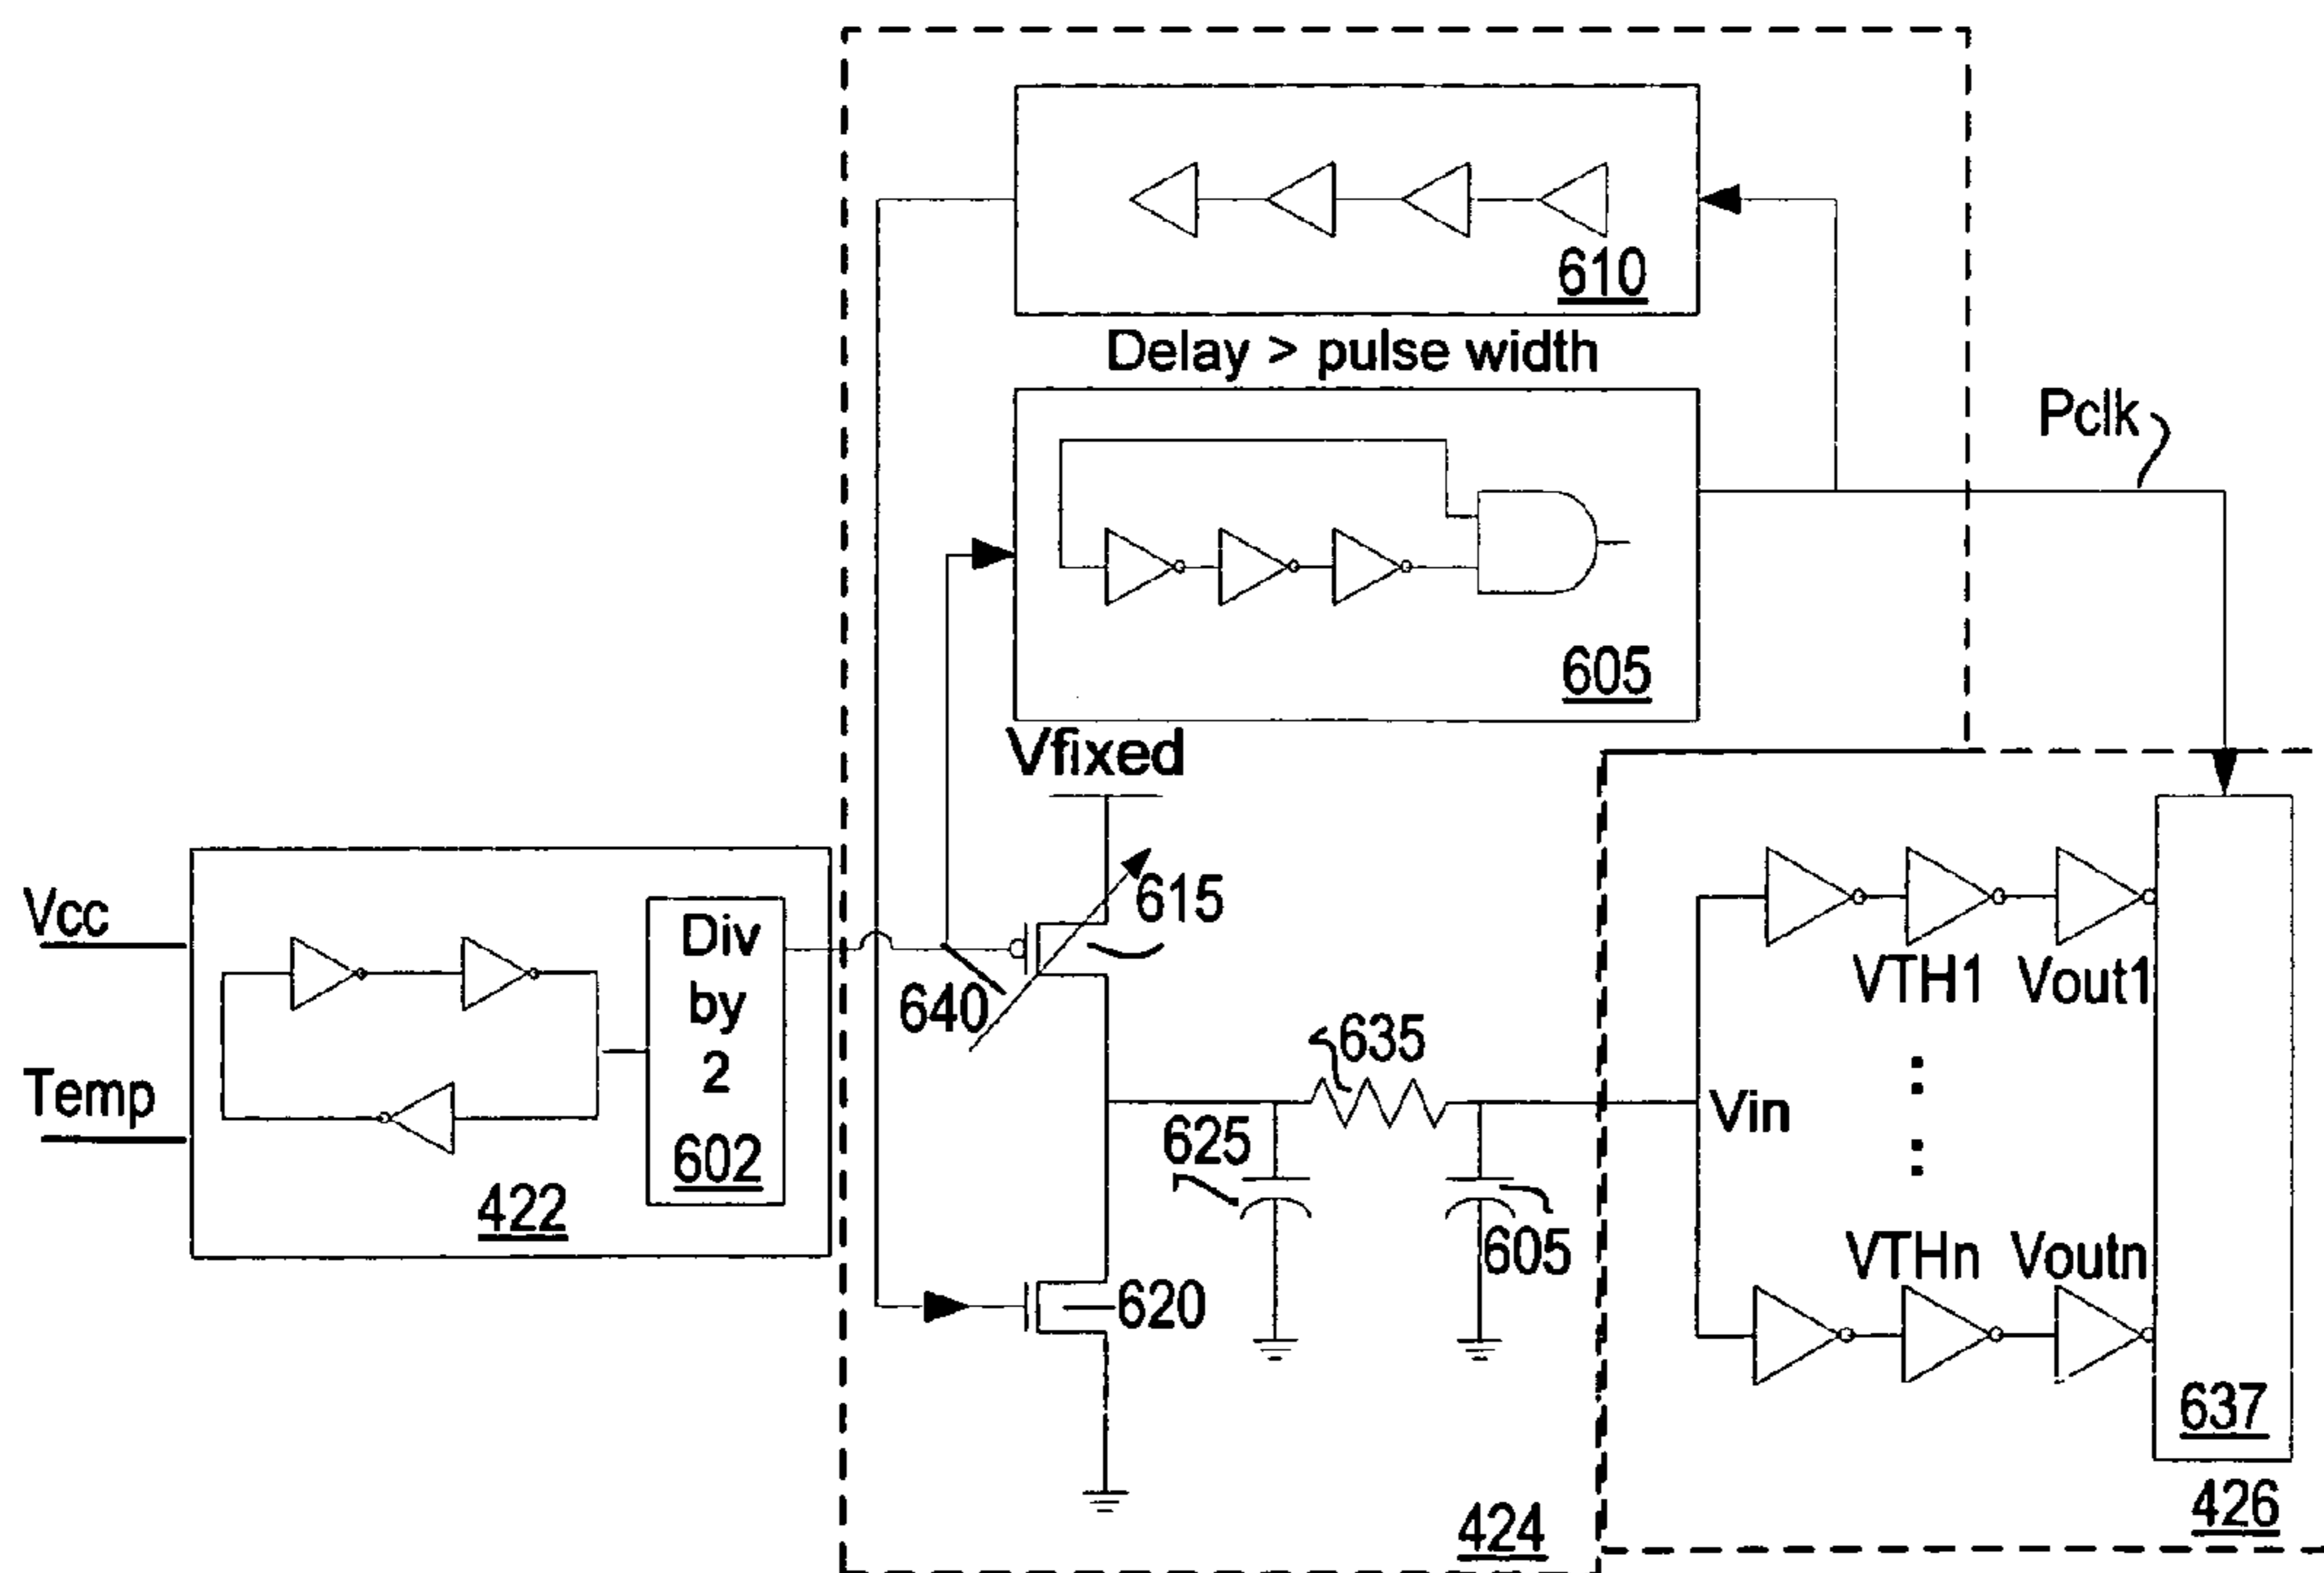 610
Delay > pulse width
Pclk
605
Vfixed
615
Vcc
Div
by
2
602
640
Temp
422
635
625
605
620
Vin
VTH1 Vout1
VTHn Voutn
637
426
424